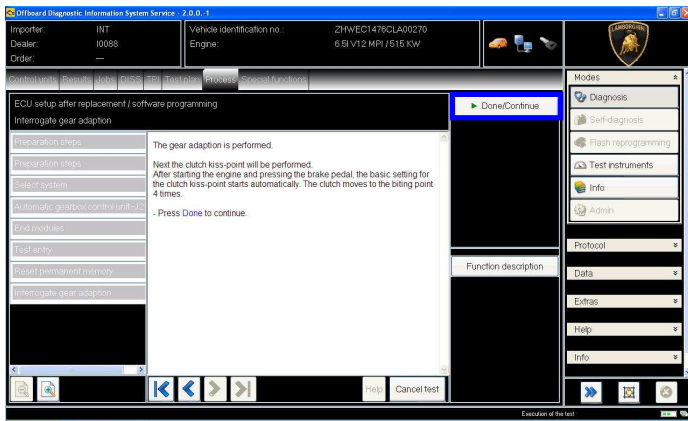 Offboard Diagnostic Information System Service - 2.0.0.-1
Importer: INT
Dealer: I0088
Order: ---
Vehicle identification no.: ZHWEC1476CLA00270
Engine: 6.5l V12 MPI / 515 KW
LAMBORGHINI
Control units Results Jobs DISS TPI Test plan Process Special functions
ECU setup after replacement / software programming
Interrogate gear adaption
Preparation steps
Preparation steps
Select system
Automatic gearbox control unit -J2
End modules
Test entry
Reset permanent memory
Interrogate gear adaption
The gear adaption is performed.
Next the clutch kiss-point will be performed.
After starting the engine and pressing the brake pedal, the basic setting for
the clutch kiss-point starts automatically. The clutch moves to the biting point
4 times.
- Press Done to continue.
Help
Cancel test
Done/Continue
Function description
Modes
Diagnosis
Self-diagnosis
Flash reprogramming
Test instruments
Info
Admin
Protocol
Data
Extras
Help
Info
Execution of the test